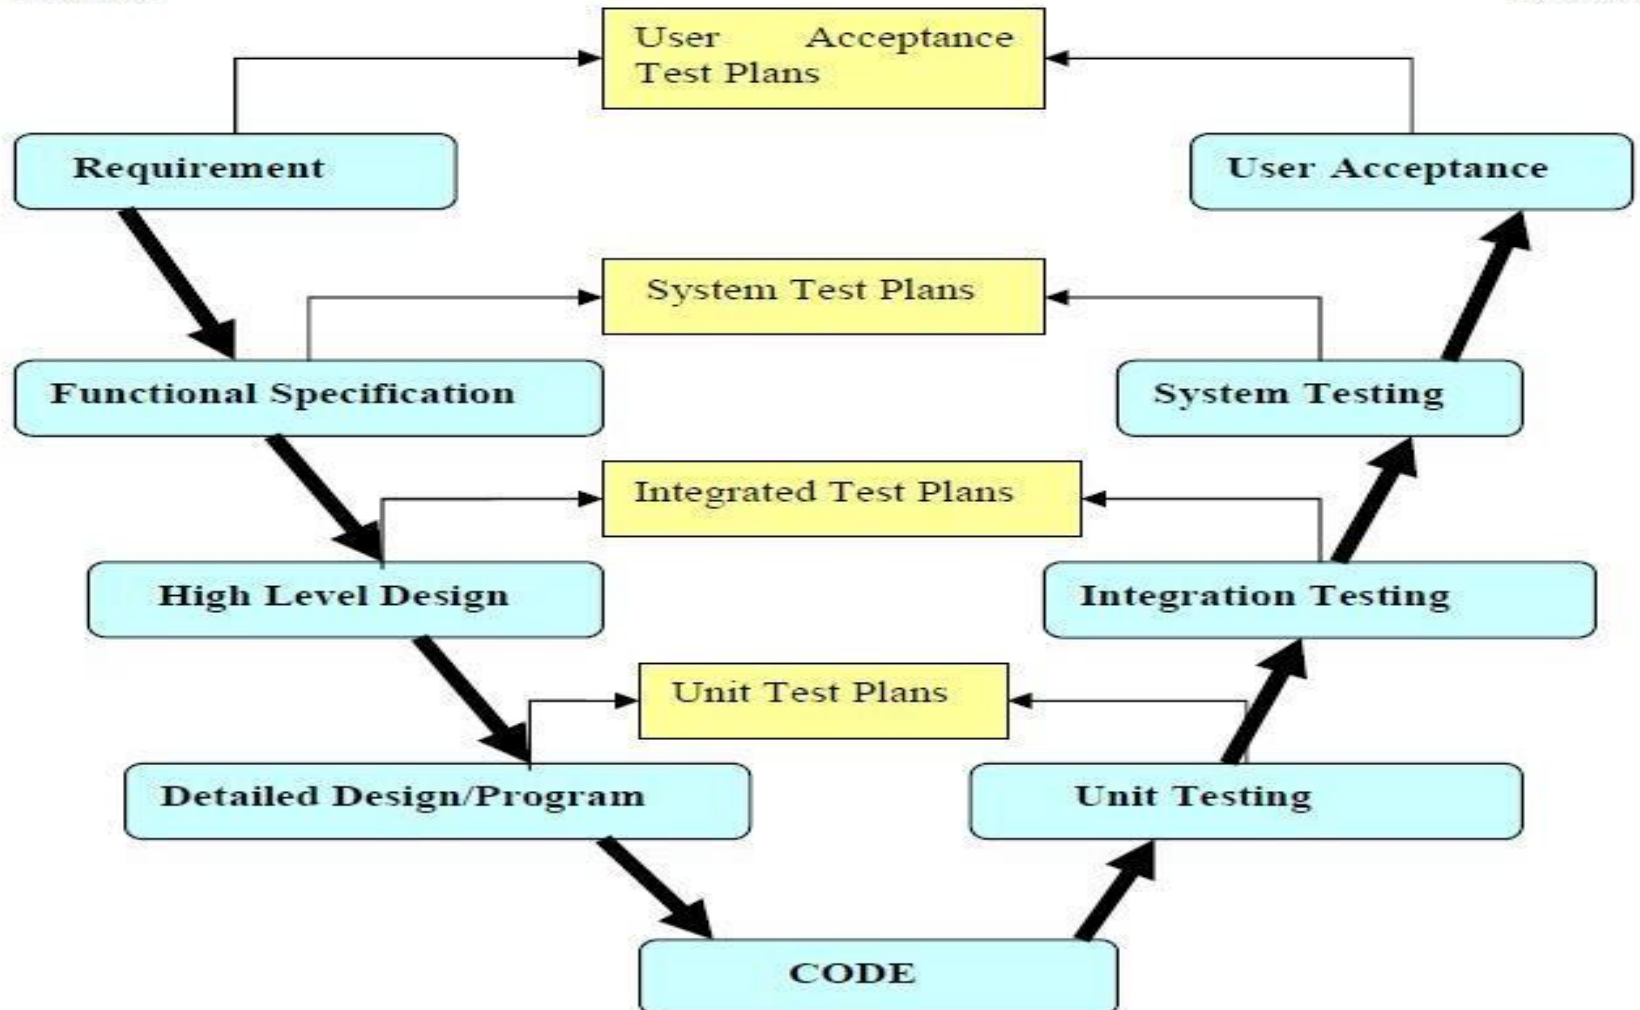 User Acceptance
Test Plans
Requirement
User Acceptance
System Test Plans
Functional Specification
System Testing
Integrated Test Plans
High Level Design
Integration Testing
Unit Test Plans
Detailed Design/Program
Unit Testing
CODE